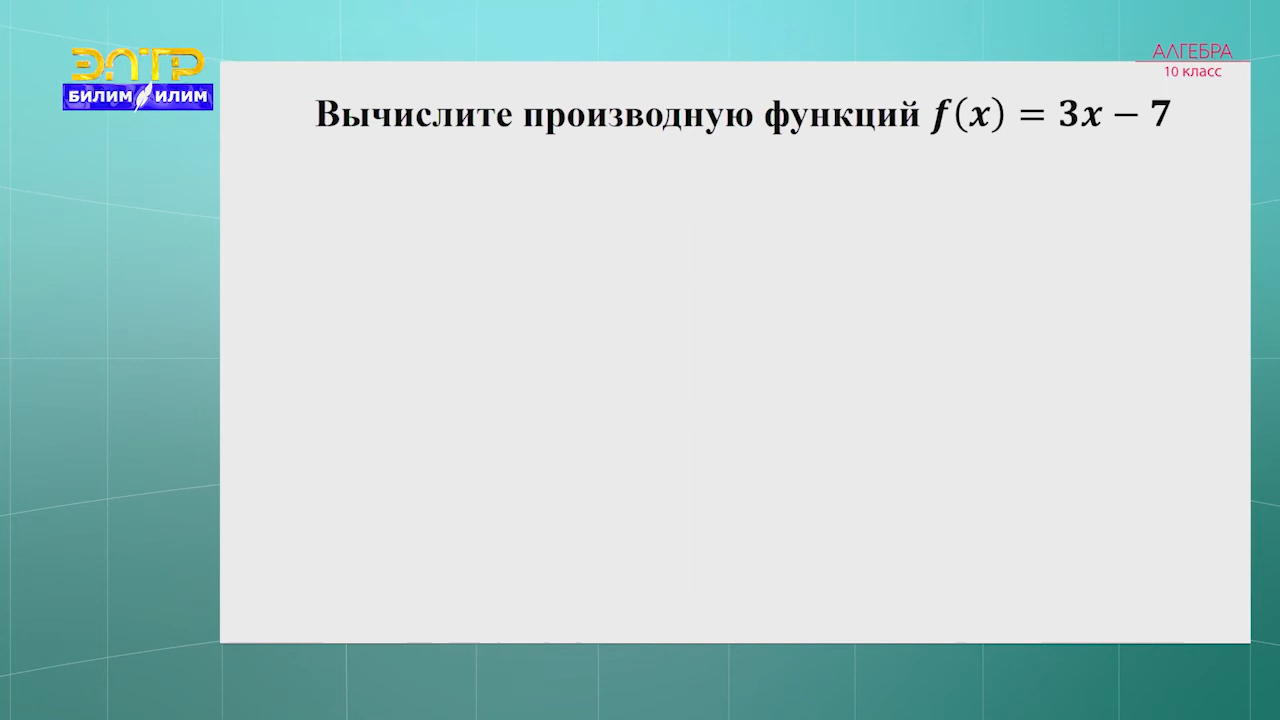 ЭЛТР
БИЛИМ ИЛИМ
АЛГЕБРА
10 класс
Вычислите производную функций f(x) = 3x − 7